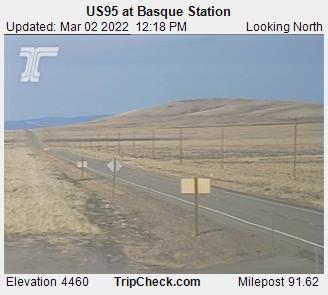 US95 at Basque Station
Updated: Mar 02 2022 12:18 PM Looking North
Elevation 4460 TripCheck.com Milepost 91.62